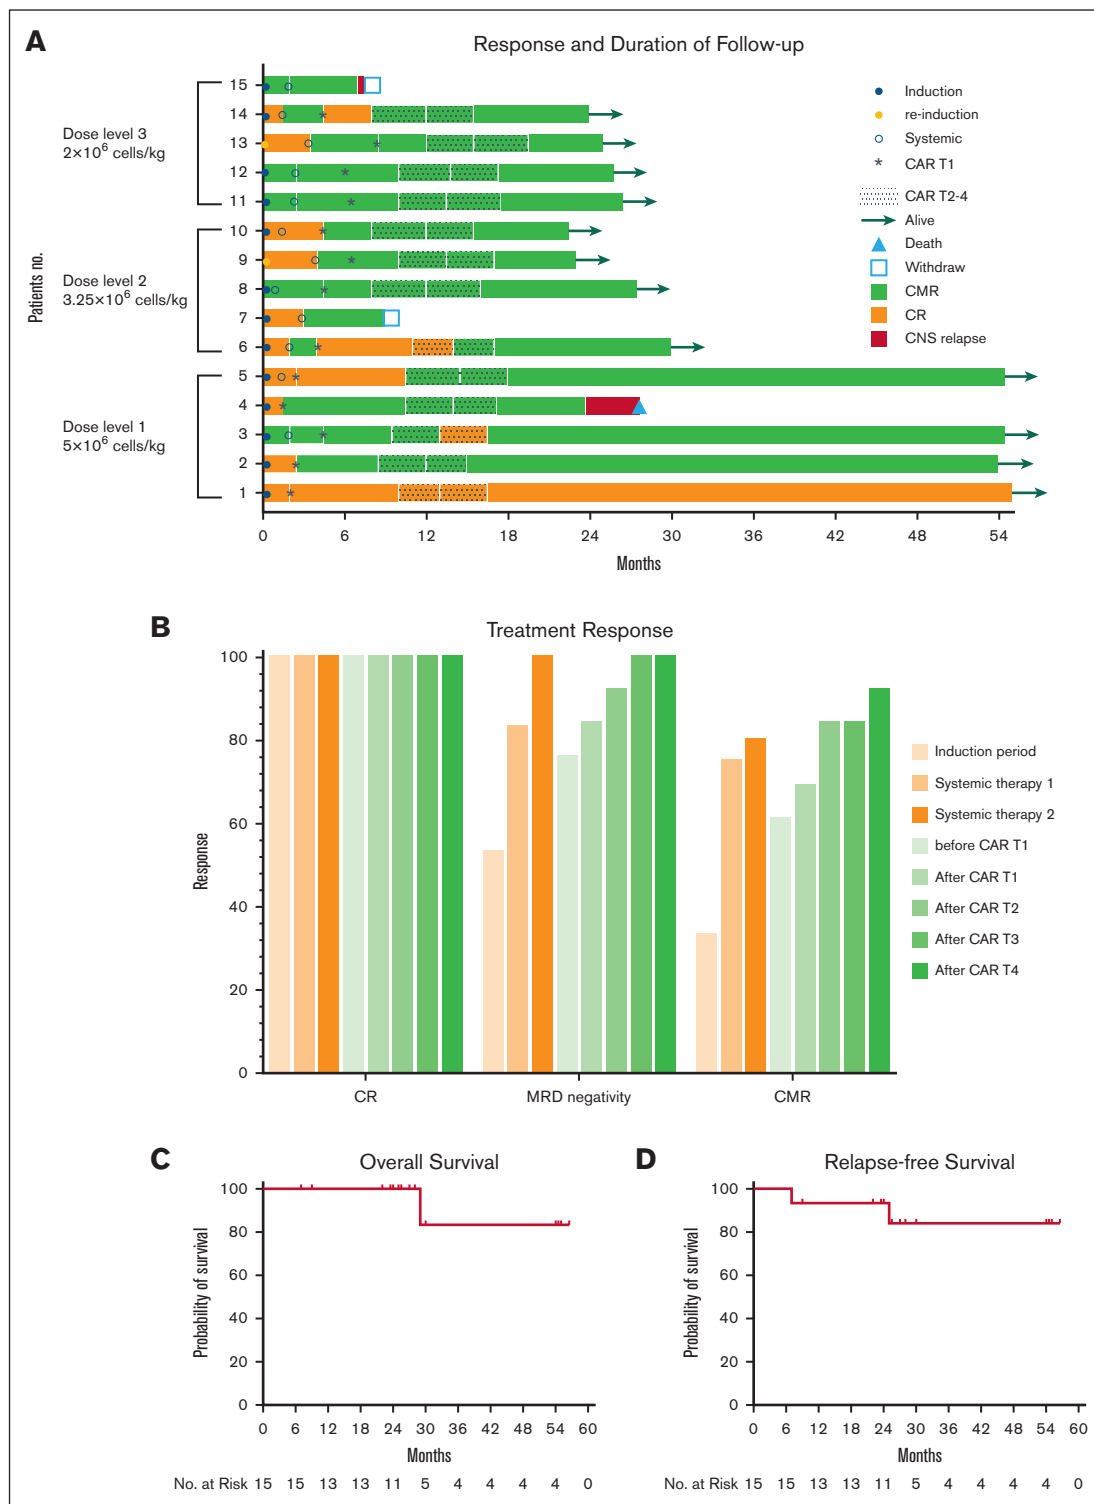 A
Response and Duration of Follow-up
Patients no.
Dose level 3
2×10⁶ cells/kg
Dose level 2
3.25×10⁶ cells/kg
Dose level 1
5×10⁶ cells/kg
15
14
13
12
11
10
9
8
7
6
5
4
3
2
1
Induction
re-induction
Systemic
CAR T1
CAR T2-4
Alive
Death
Withdraw
CMR
CR
CNS relapse
0 6 12 18 24 30 36 42 48 54
Months
B
Treatment Response
Response
100
80
60
40
20
0
CR MRD negativity CMR
Induction period
Systemic therapy 1
Systemic therapy 2
before CAR T1
After CAR T1
After CAR T2
After CAR T3
After CAR T4
C
Overall Survival
Probability of survival
100
80
60
40
20
0
0 6 12 18 24 30 36 42 48 54 60
Months
No. at Risk 15 15 13 13 11 5 4 4 4 4 0
D
Relapse-free Survival
Probability of survival
100
80
60
40
20
0
0 6 12 18 24 30 36 42 48 54 60
Months
No. at Risk 15 15 13 13 11 5 4 4 4 4 0